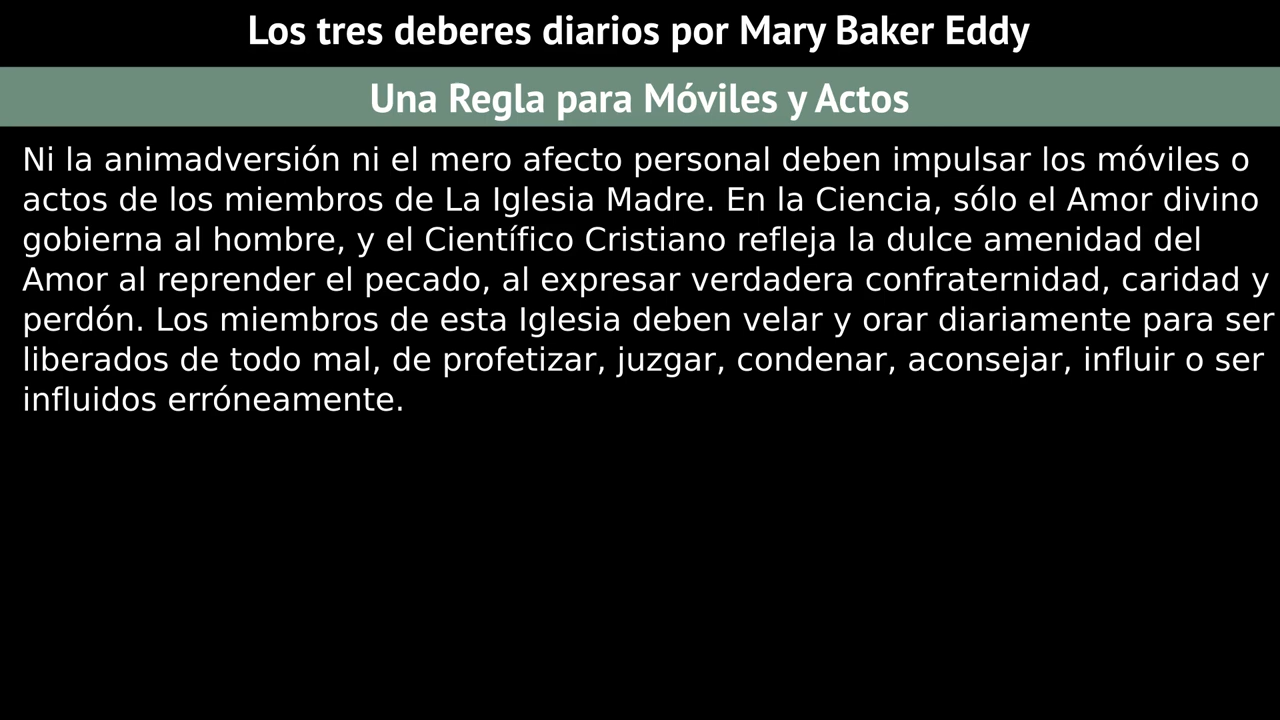 Los tres deberes diarios por Mary Baker Eddy
Una Regla para Móviles y Actos
Ni la animadversión ni el mero afecto personal deben impulsar los móviles o
actos de los miembros de La Iglesia Madre. En la Ciencia, sólo el Amor divino
gobierna al hombre, y el Científico Cristiano refleja la dulce amenidad del
Amor al reprender el pecado, al expresar verdadera confraternidad, caridad y
perdón. Los miembros de esta Iglesia deben velar y orar diariamente para ser
liberados de todo mal, de profetizar, juzgar, condenar, aconsejar, influir o ser
influidos erróneamente.